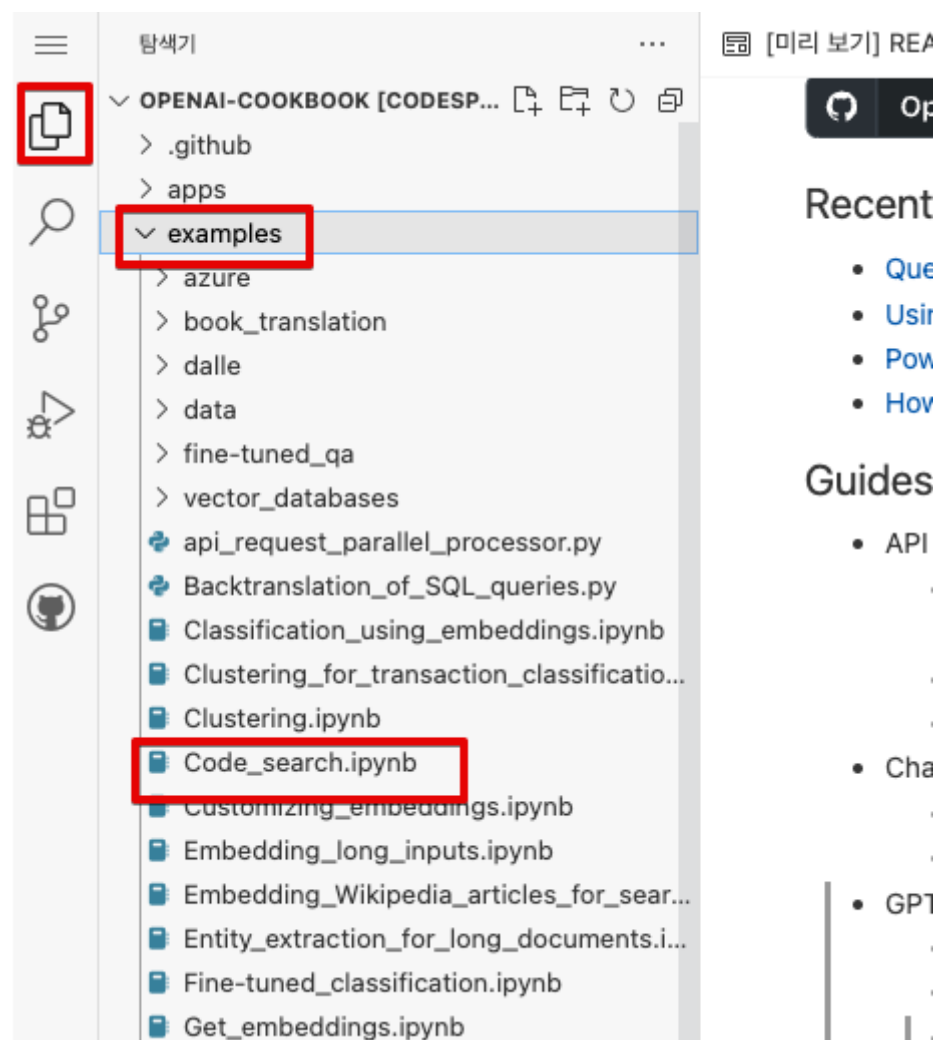 탐색기
OPENAI-COOKBOOK [CODESP...
.github
apps
examples
azure
book_translation
dalle
data
fine-tuned_qa
vector_databases
api_request_parallel_processor.py
Backtranslation_of_SQL_queries.py
Classification_using_embeddings.ipynb
Clustering_for_transaction_classificatio...
Clustering.ipynb
Code_search.ipynb
Customizing_embeddings.ipynb
Embedding_long_inputs.ipynb
Embedding_Wikipedia_articles_for_sear...
Entity_extraction_for_long_documents.i...
Fine-tuned_classification.ipynb
Get_embeddings.ipynb
[미리 보기] REA
Op
Recent
Que
Usin
Pow
How
Guides
API
Cha
GPT